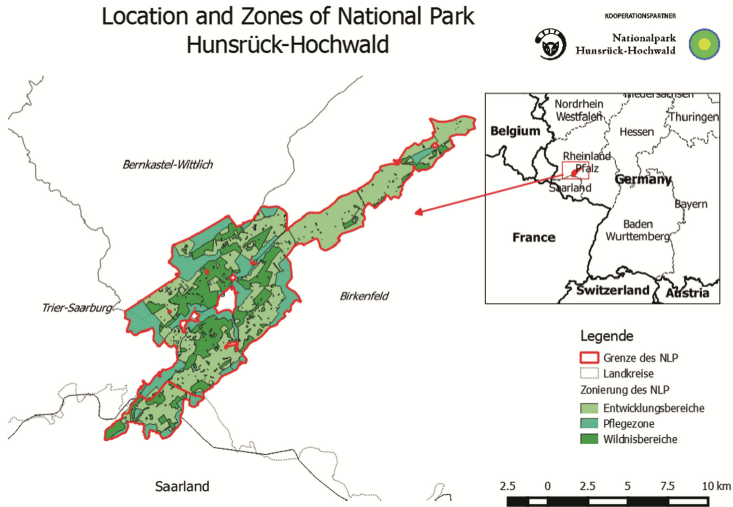 Location and Zones of National Park
Hunsrück-Hochwald
KOOPERATIONSPARTNER
Nationalpark
Hunsrück-Hochwald
Bernkastel-Wittlich
Trier-Saarburg
Birkenfeld
Saarland
Niedersachsen
Nordrhein
Westfalen
Thuringen
Belgium
Hessen
Rheinland
Pfalz
Saarland
Germany
Bayern
France
Baden
Wurttemberg
Switzerland
Austria
Legende
Grenze des NLP
Landkreise
Zonierung des NLP
Entwicklungsbereiche
Pflegezone
Wildnisbereiche
2.5 0 2.5 5 7.5 10 km